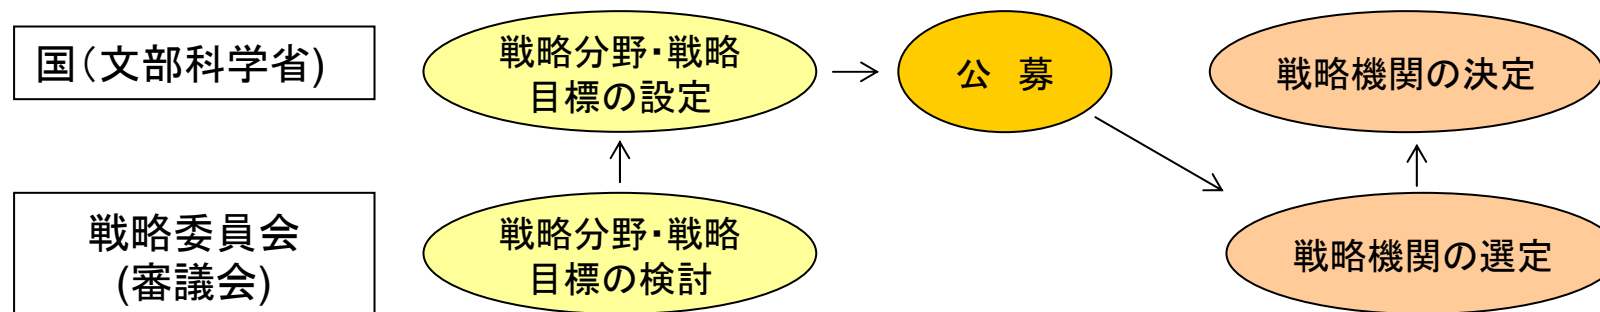 国(文部科学省)
戦略分野・戦略
目標の設定
公 募
戦略機関の決定
戦略委員会
(審議会)
戦略分野・戦略
目標の検討
戦略機関の選定